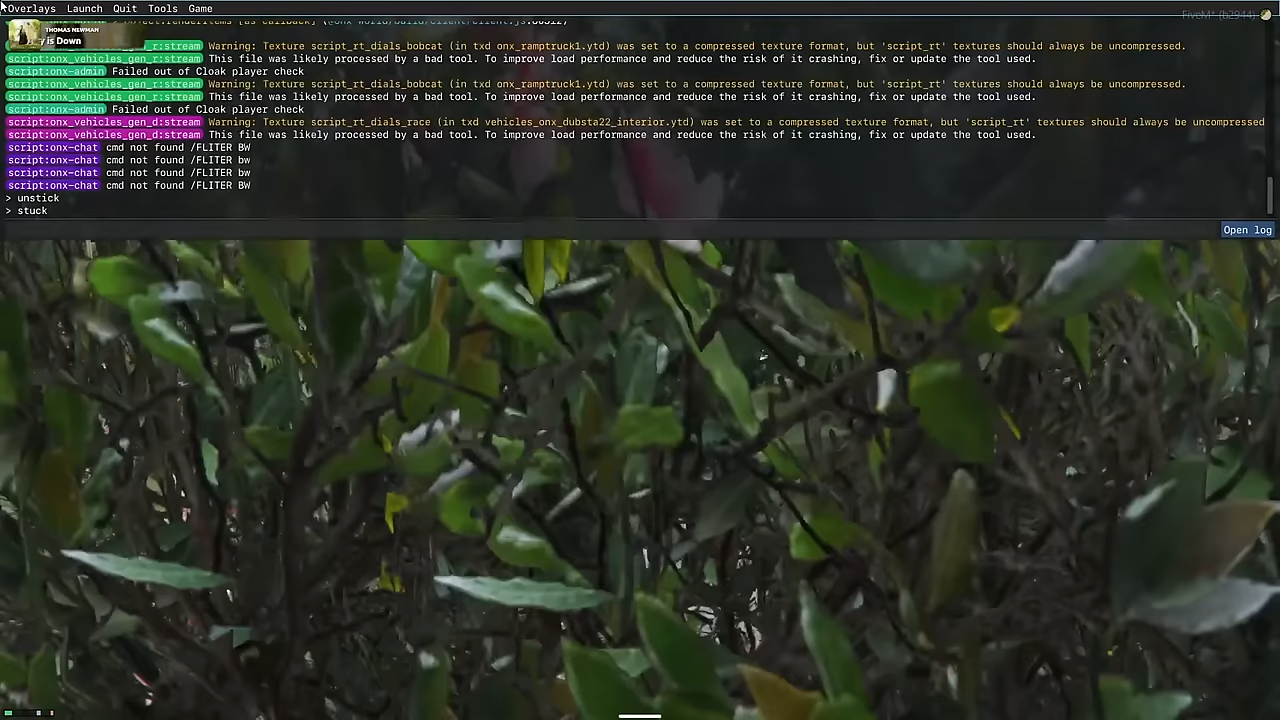 Overlays Launch Quit Tools Game
FiveM* (b2944)
THOMAS NEWMAN
y is Down
script:onx_vehicles_gen_r:stream Warning: Texture script_rt_dials_bobcat (in txd onx_ramptruck1.ytd) was set to a compressed texture format, but 'script_rt' textures should always be uncompressed.
script:onx_vehicles_gen_r:stream This file was likely processed by a bad tool. To improve load performance and reduce the risk of it crashing, fix or update the tool used.
script:onx-admin Failed out of Cloak player check
script:onx_vehicles_gen_r:stream Warning: Texture script_rt_dials_bobcat (in txd onx_ramptruck1.ytd) was set to a compressed texture format, but 'script_rt' textures should always be uncompressed.
script:onx_vehicles_gen_r:stream This file was likely processed by a bad tool. To improve load performance and reduce the risk of it crashing, fix or update the tool used.
script:onx-admin Failed out of Cloak player check
script:onx_vehicles_gen_d:stream Warning: Texture script_rt_dials_race (in txd vehicles_onx_dubsta22_interior.ytd) was set to a compressed texture format, but 'script_rt' textures should always be uncompressed
script:onx_vehicles_gen_d:stream This file was likely processed by a bad tool. To improve load performance and reduce the risk of it crashing, fix or update the tool used.
script:onx-chat cmd not found /FLITER BW
script:onx-chat cmd not found /FLITER bw
script:onx-chat cmd not found /FLITER BW
script:onx-chat cmd not found /FLITER BW
> unstick
> stuck
Open log